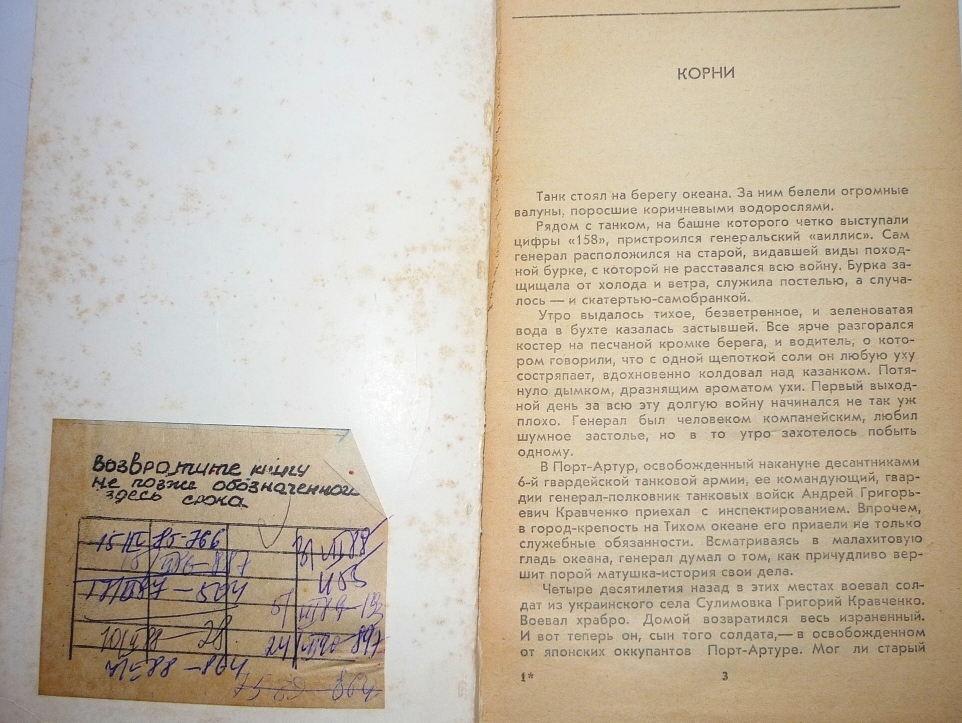 Возвратите книгу
не позже обозначенного
здесь срока
КОРНИ
Танк стоял на берегу океана. За ним белели огромные
валуны, поросшие коричневыми водорослями.
Рядом с танком, на башне которого четко выступали
цифры «158», пристроился генеральский «виллис». Сам
генерал расположился на старой, видавшей виды поход-
ной бурке, с которой не расставался всю войну. Бурка за-
щищала от холода и ветра, служила постелью, а случа-
лось — и скатертью-самобранкой.
Утро выдалось тихое, безветренное, и зеленоватая
вода в бухте казалась застывшей. Все ярче разгорался
костер на песчаной кромке берега, и водитель, о кото-
ром говорили, что с одной щепоткой соли он любую уху
состряпает, вдохновенно колдовал над казанком. Потя-
нуло дымком, дразнящим ароматом ухи. Первый выход-
ной день за всю эту долгую войну начинался не так уж
плохо. Генерал был человеком компанейским, любил
шумное застолье, но в то утро захотелось побыть
одному.
В Порт-Артур, освобожденный накануне десантниками
6-й гвардейской танковой армии, ее командующий, гвар-
дии генерал-полковник танковых войск Андрей Григорь-
евич Кравченко приехал с инспектированием. Впрочем,
в город-крепость на Тихом океане его привели не только
служебные обязанности. Всматриваясь в малахитовую
гладь океана, генерал думал о том, как причудливо вер-
шит порой матушка-история свои дела.
Четыре десятилетия назад в этих местах воевал сол-
дат из украинского села Сулимовка Григорий Кравченко.
Воевал храбро. Домой возвратился весь израненный.
И вот теперь он, сын того солдата,— в освобожденном
от японских оккупантов Порт-Артуре. Мог ли старый
1*
3